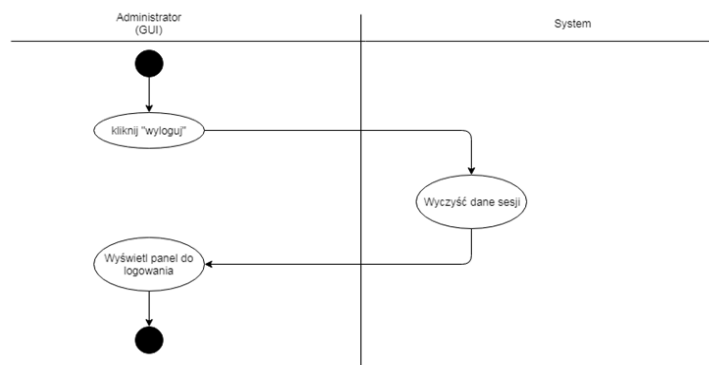 Administrator
(GUI)
System
kliknij "wyloguj"
Wyczyść dane sesji
Wyświetl panel do
logowania